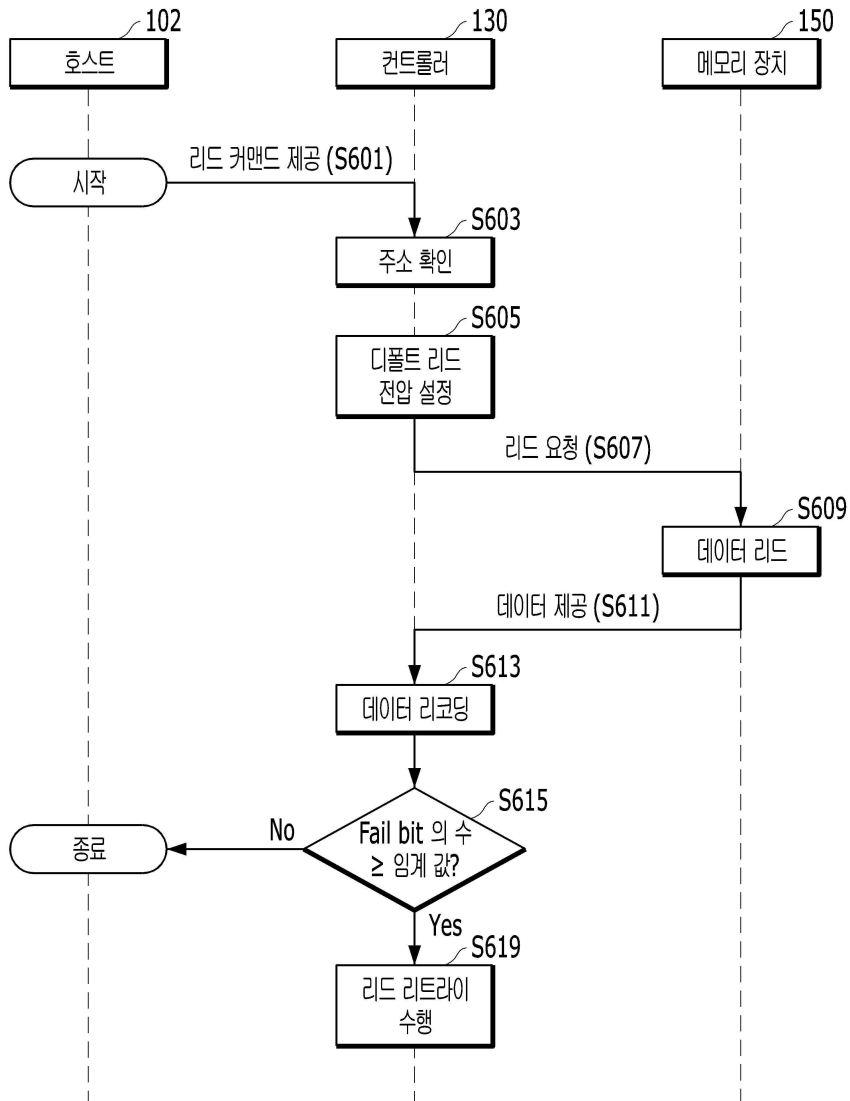 102
130
150
호스트
컨트롤러
메모리 장치
시작
리드 커맨드 제공 (S601)
S603
주소 확인
S605
디폴트 리드
전압 설정
리드 요청 (S607)
S609
데이터 리드
데이터 제공 (S611)
S613
데이터 리코딩
S615
Fail bit 의 수
≥ 임계 값?
No
종료
Yes
S619
리드 리트라이
수행